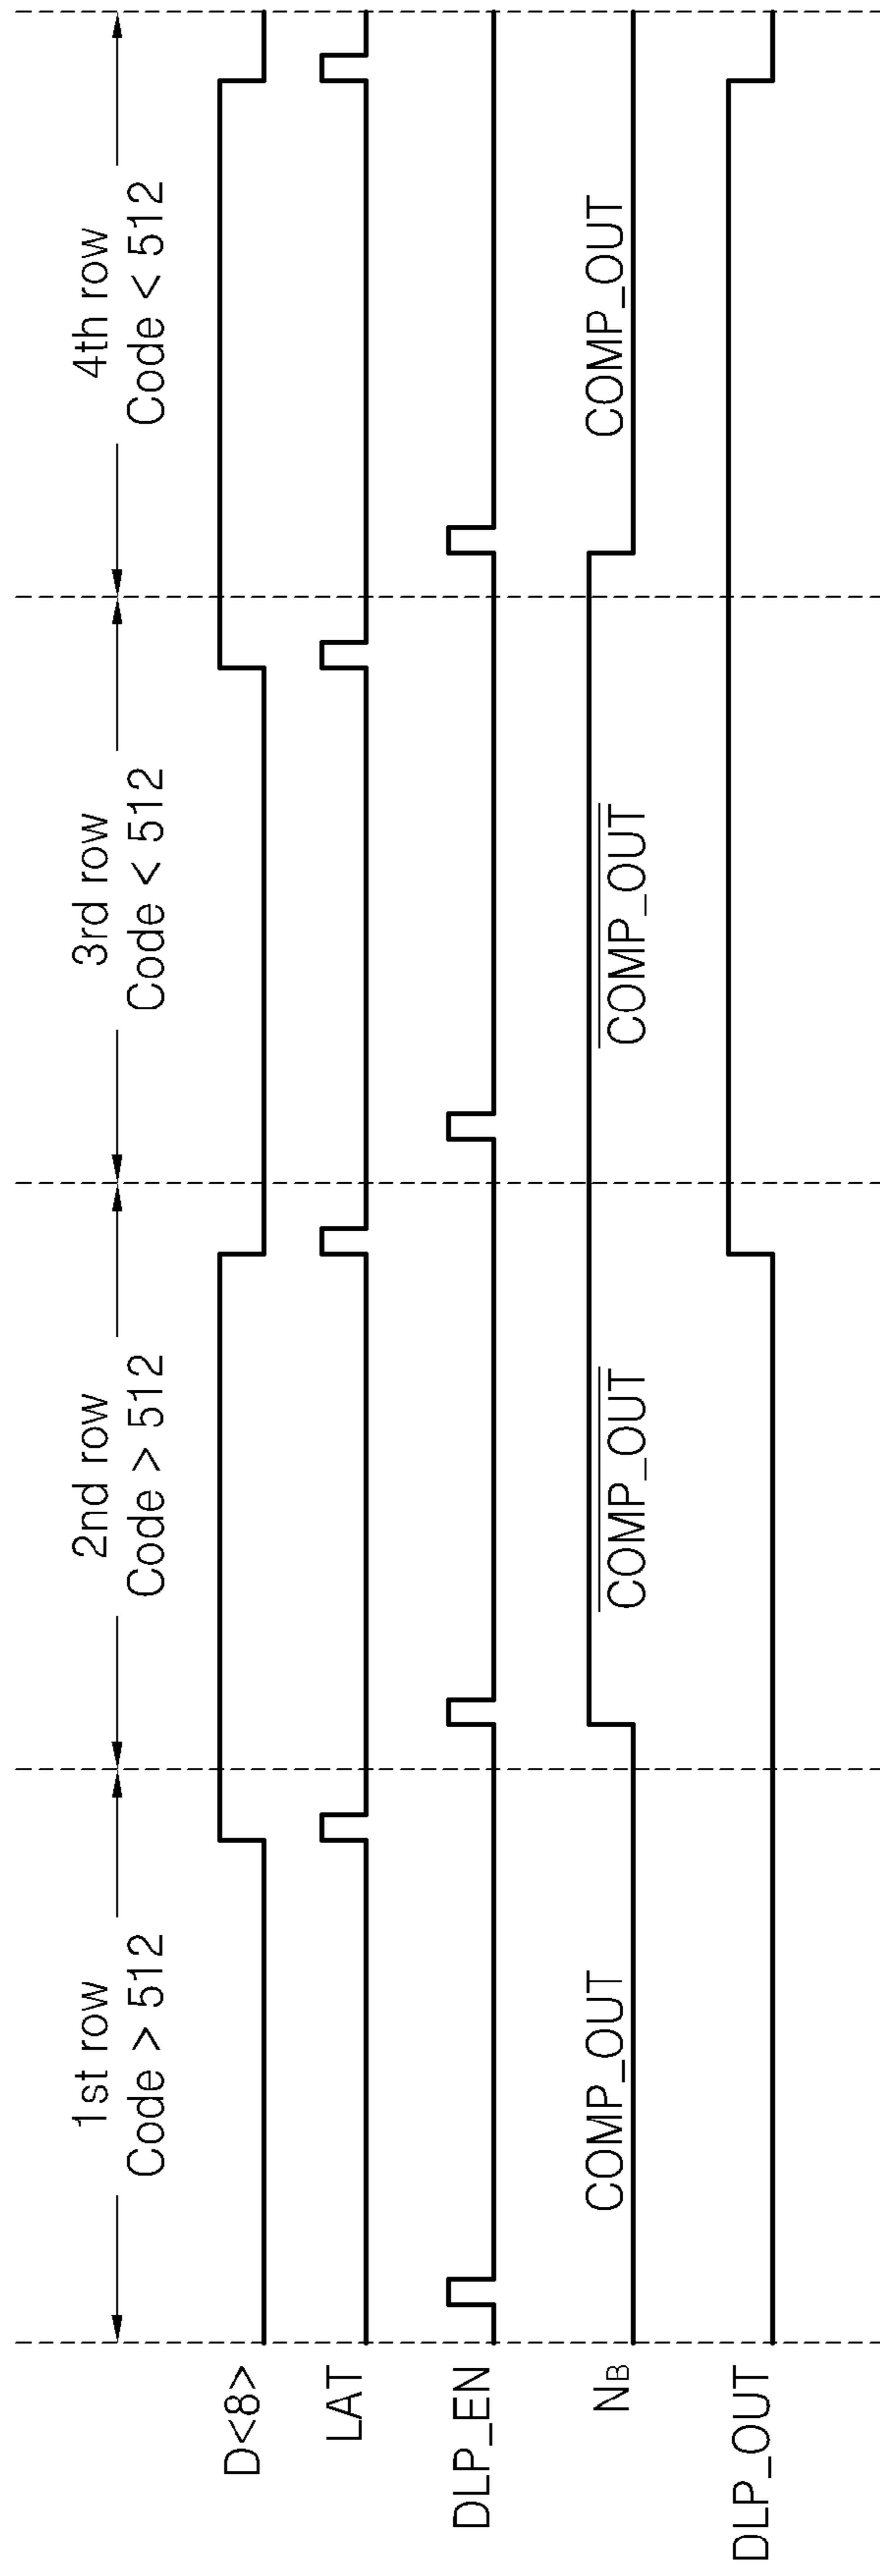 1st row
Code > 512
2nd row
Code > 512
3rd row
Code < 512
4th row
Code < 512
D<8>
LAT
DLP_EN
NB
COMP_OUT
COMP_OUT
COMP_OUT
COMP_OUT
DLP_OUT